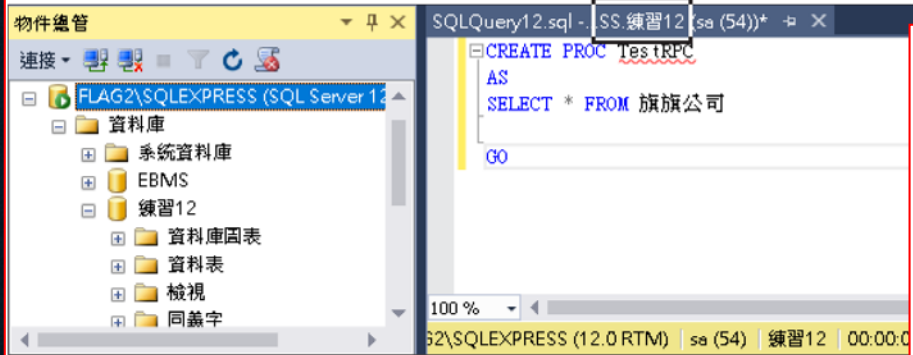 物件總管
連接
FLAG2\SQLEXPRESS (SQL Server 12
資料庫
系統資料庫
EBMS
練習12
資料庫圖表
資料表
檢視
同義字
SQLQuery12.sql -...SS.練習12 (sa (54))*
CREATE PROC TestRPC
AS
SELECT * FROM 旗旗公司
GO
100 %
G2\SQLEXPRESS (12.0 RTM) sa (54) 練習12 00:00:0